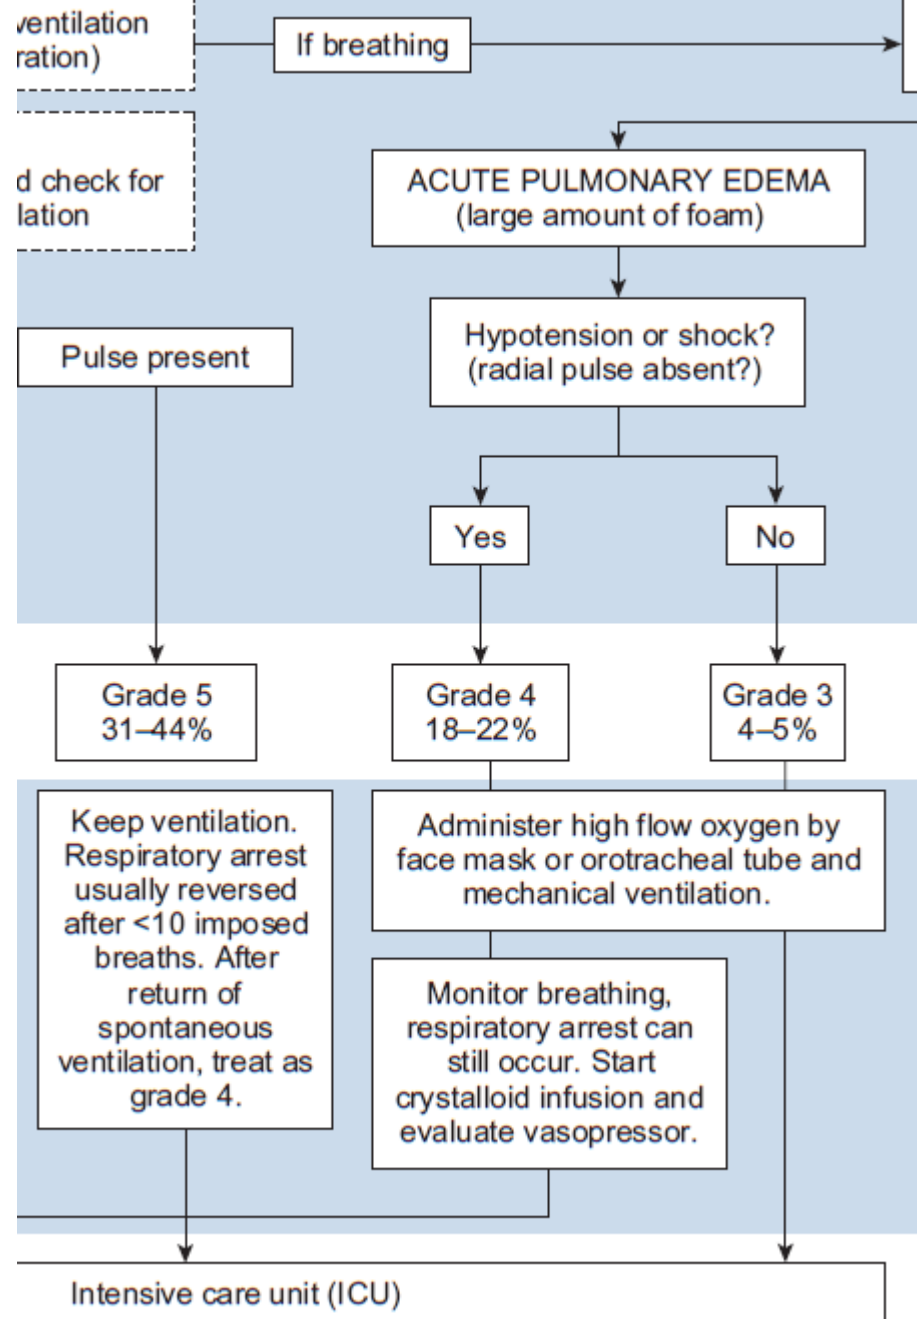 ventilation
ration)
If breathing
d check for
lation
ACUTE PULMONARY EDEMA
(large amount of foam)
Hypotension or shock?
(radial pulse absent?)
Pulse present
Yes
No
Grade 5
31–44%
Grade 4
18–22%
Grade 3
4–5%
Keep ventilation.
Respiratory arrest
usually reversed
after <10 imposed
breaths. After
return of
spontaneous
ventilation, treat as
grade 4.
Administer high flow oxygen by
face mask or orotracheal tube and
mechanical ventilation.
Monitor breathing,
respiratory arrest can
still occur. Start
crystalloid infusion and
evaluate vasopressor.
Intensive care unit (ICU)